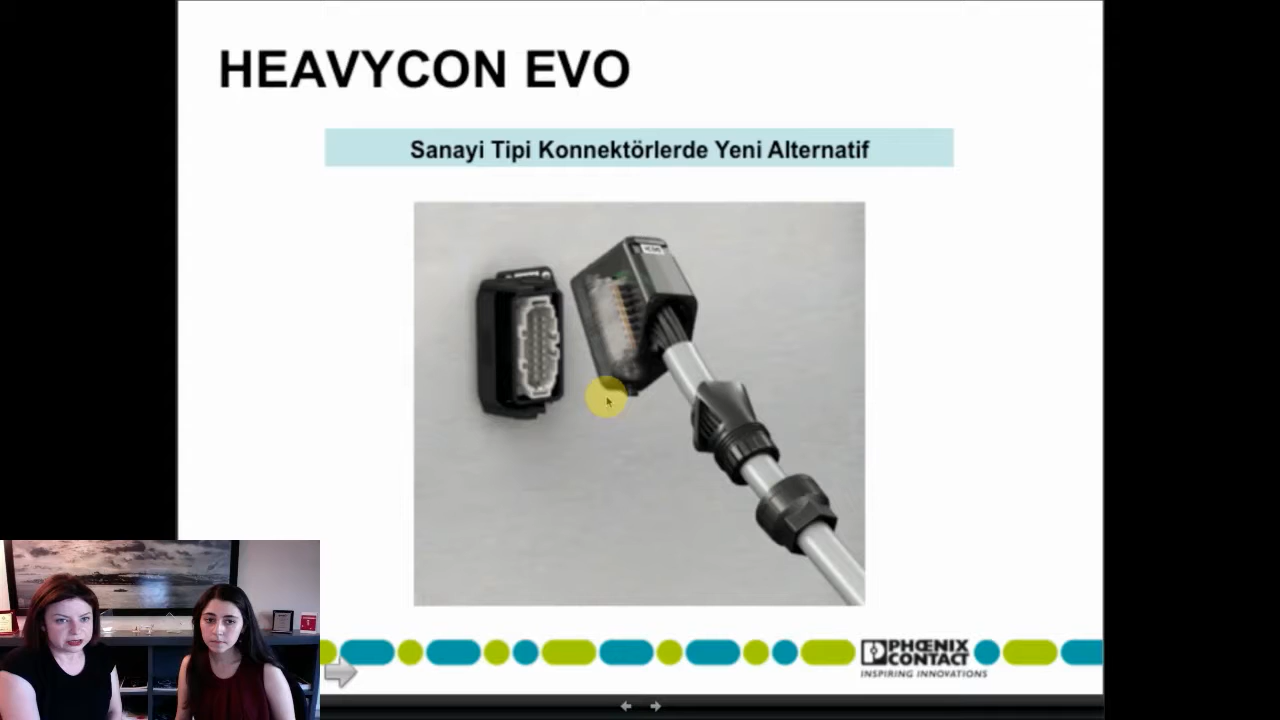 HEAVYCON EVO
Sanayi Tipi Konnektörlerde Yeni Alternatif
PHŒNIX
CONTACT
INSPIRING INNOVATIONS